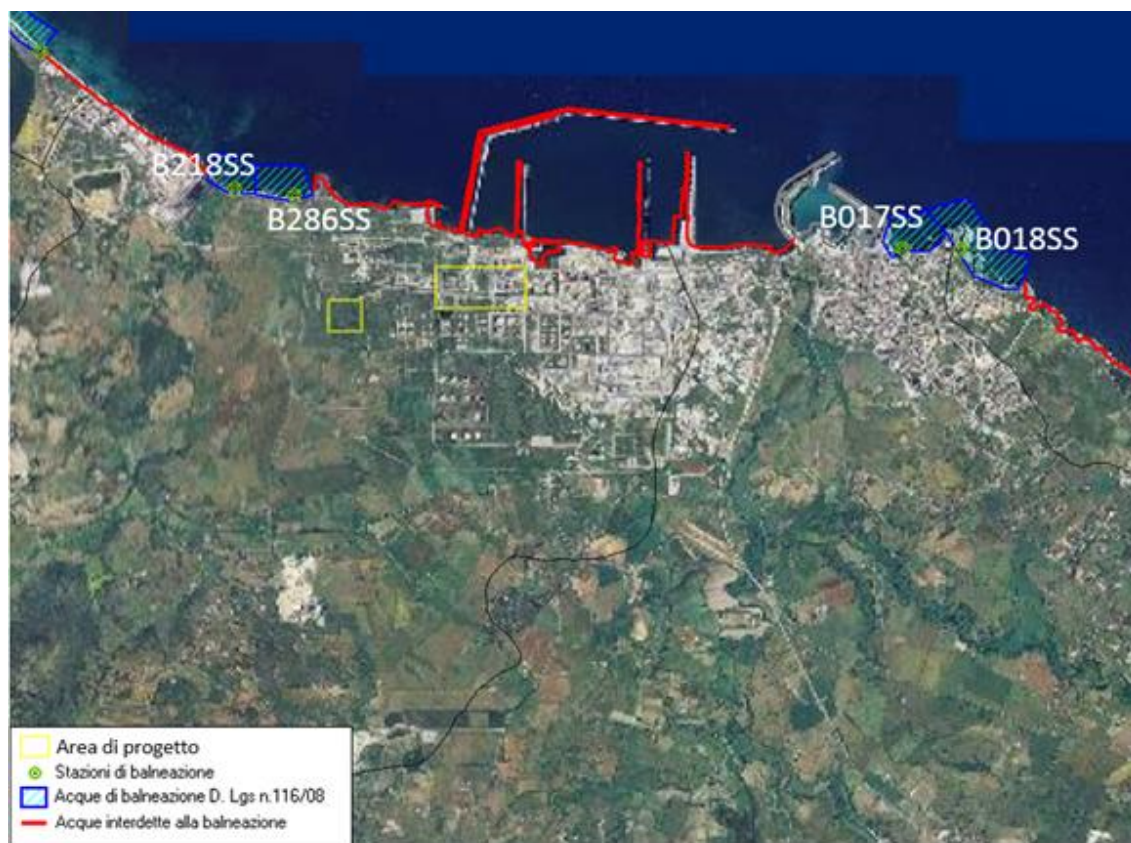 B218SS
B286SS
B017SS
B018SS
Area di progetto
Stazioni di balneazione
Acque di balneazione D. Lgs n.116/08
Acque interdette alla balneazione